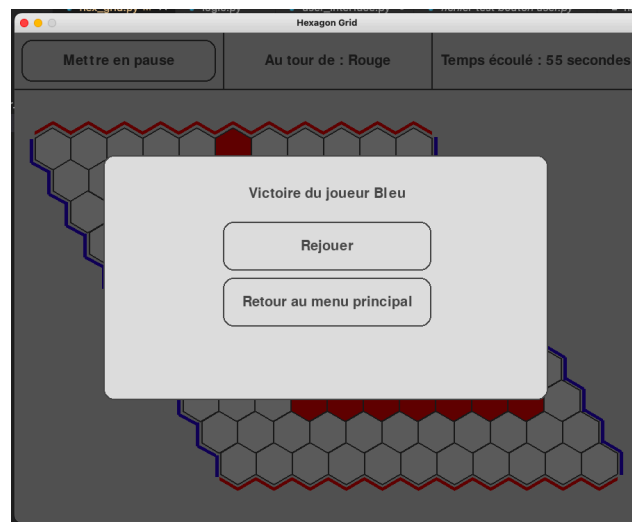 Hexagon Grid
Mettre en pause
Au tour de : Rouge
Temps écoulé : 55 secondes
Victoire du joueur Bleu
Rejouer
Retour au menu principal